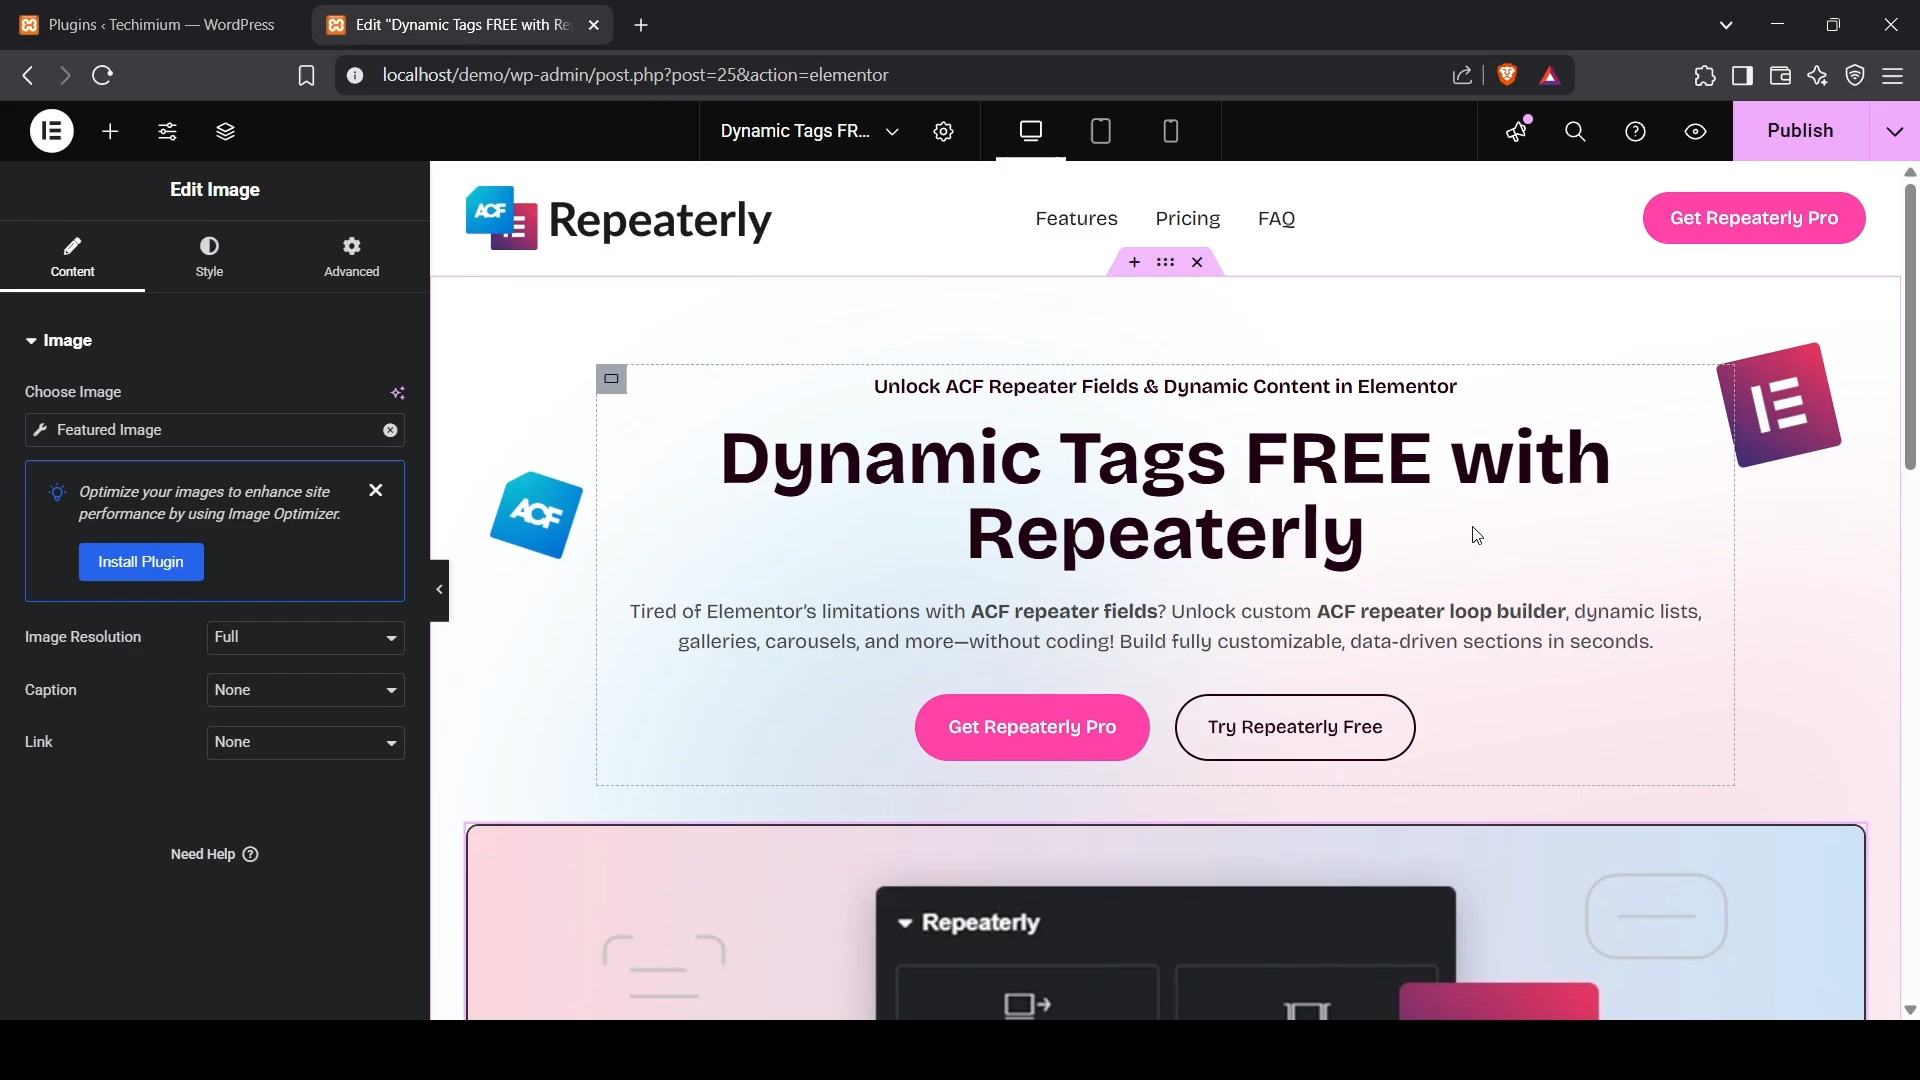 Plugins ‹ Techimium — WordPress
Edit "Dynamic Tags FREE with Re
localhost/demo/wp-admin/post.php?post=25&action=elementor
Dynamic Tags FR...
Publish
Edit Image
Content
Style
Advanced
Image
Choose Image
Featured Image
Optimize your images to enhance site
performance by using Image Optimizer.
Install Plugin
Image Resolution
Full
Caption
None
Link
None
Need Help
ACF
Repeaterly
Features
Pricing
FAQ
Get Repeaterly Pro
Unlock ACF Repeater Fields & Dynamic Content in Elementor
Dynamic Tags FREE with
Repeaterly
ACF
Tired of Elementor's limitations with ACF repeater fields? Unlock custom ACF repeater loop builder, dynamic lists,
galleries, carousels, and more—without coding! Build fully customizable, data-driven sections in seconds.
Get Repeaterly Pro
Try Repeaterly Free
Repeaterly